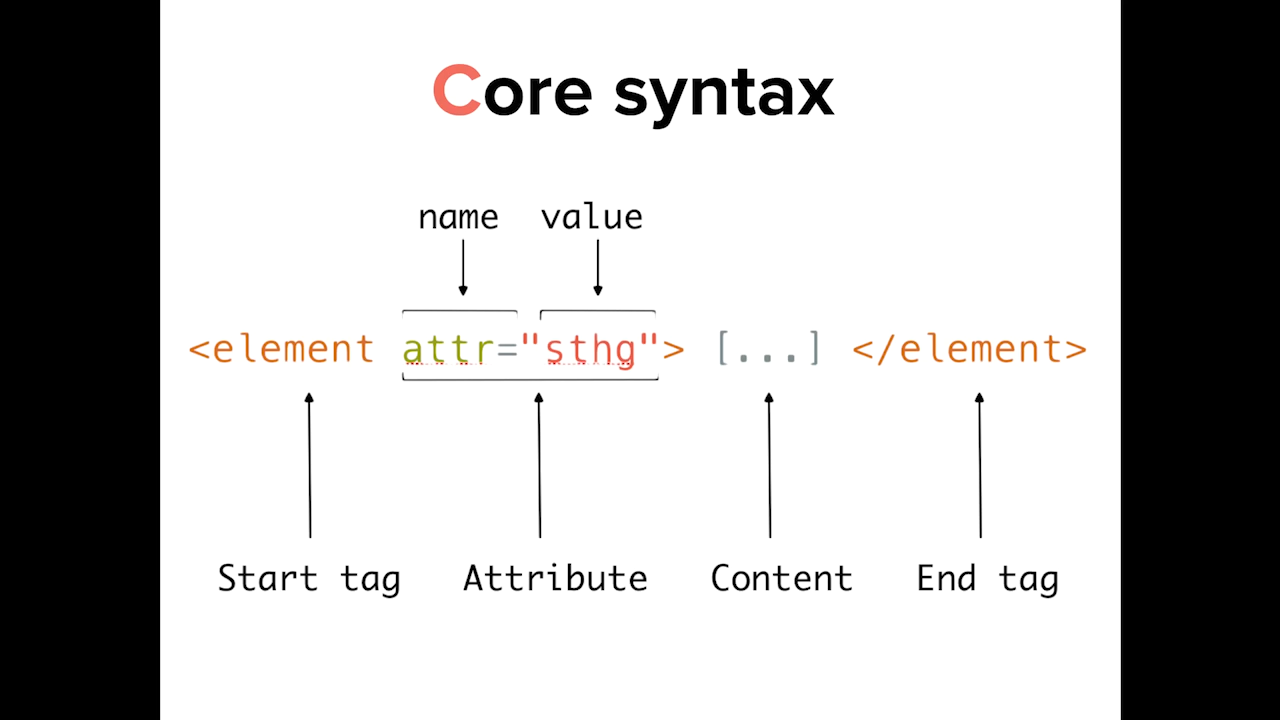 Core syntax
name value
<element attr="sthg"> [...] </element>
Start tag Attribute Content End tag